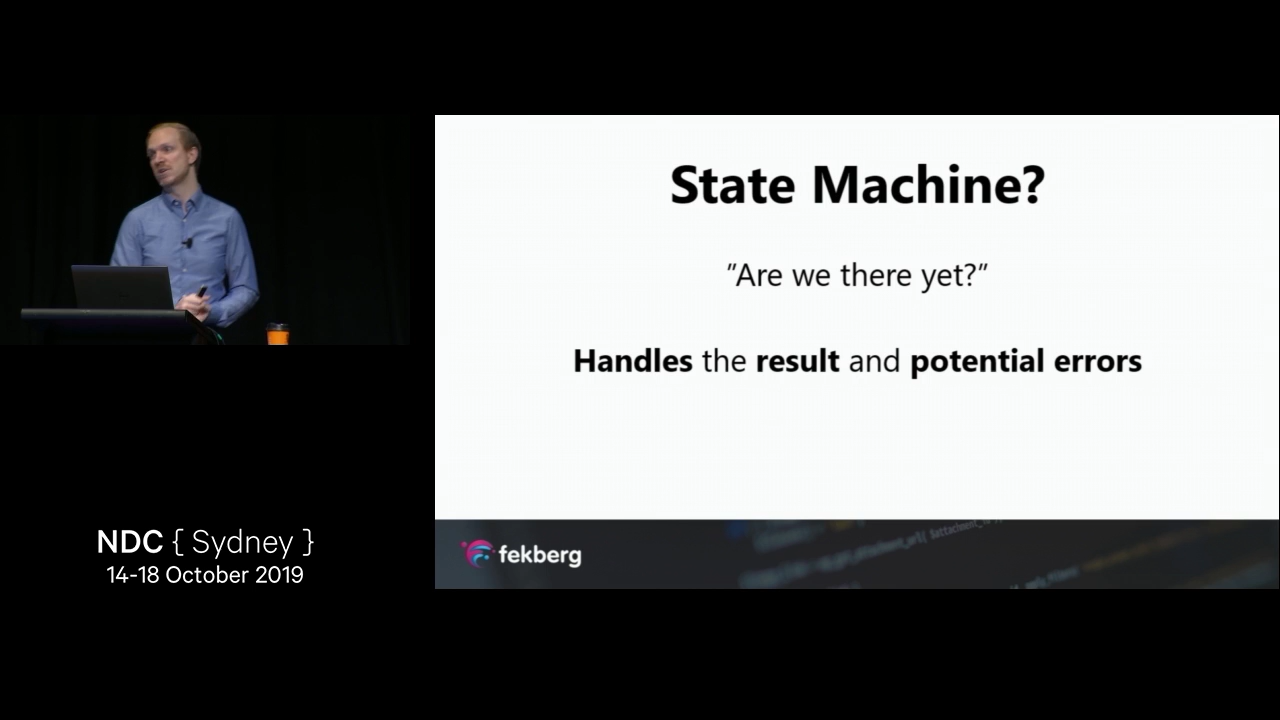 State Machine?
"Are we there yet?"
Handles the result and potential errors
fekberg
NDC { Sydney }
14-18 October 2019